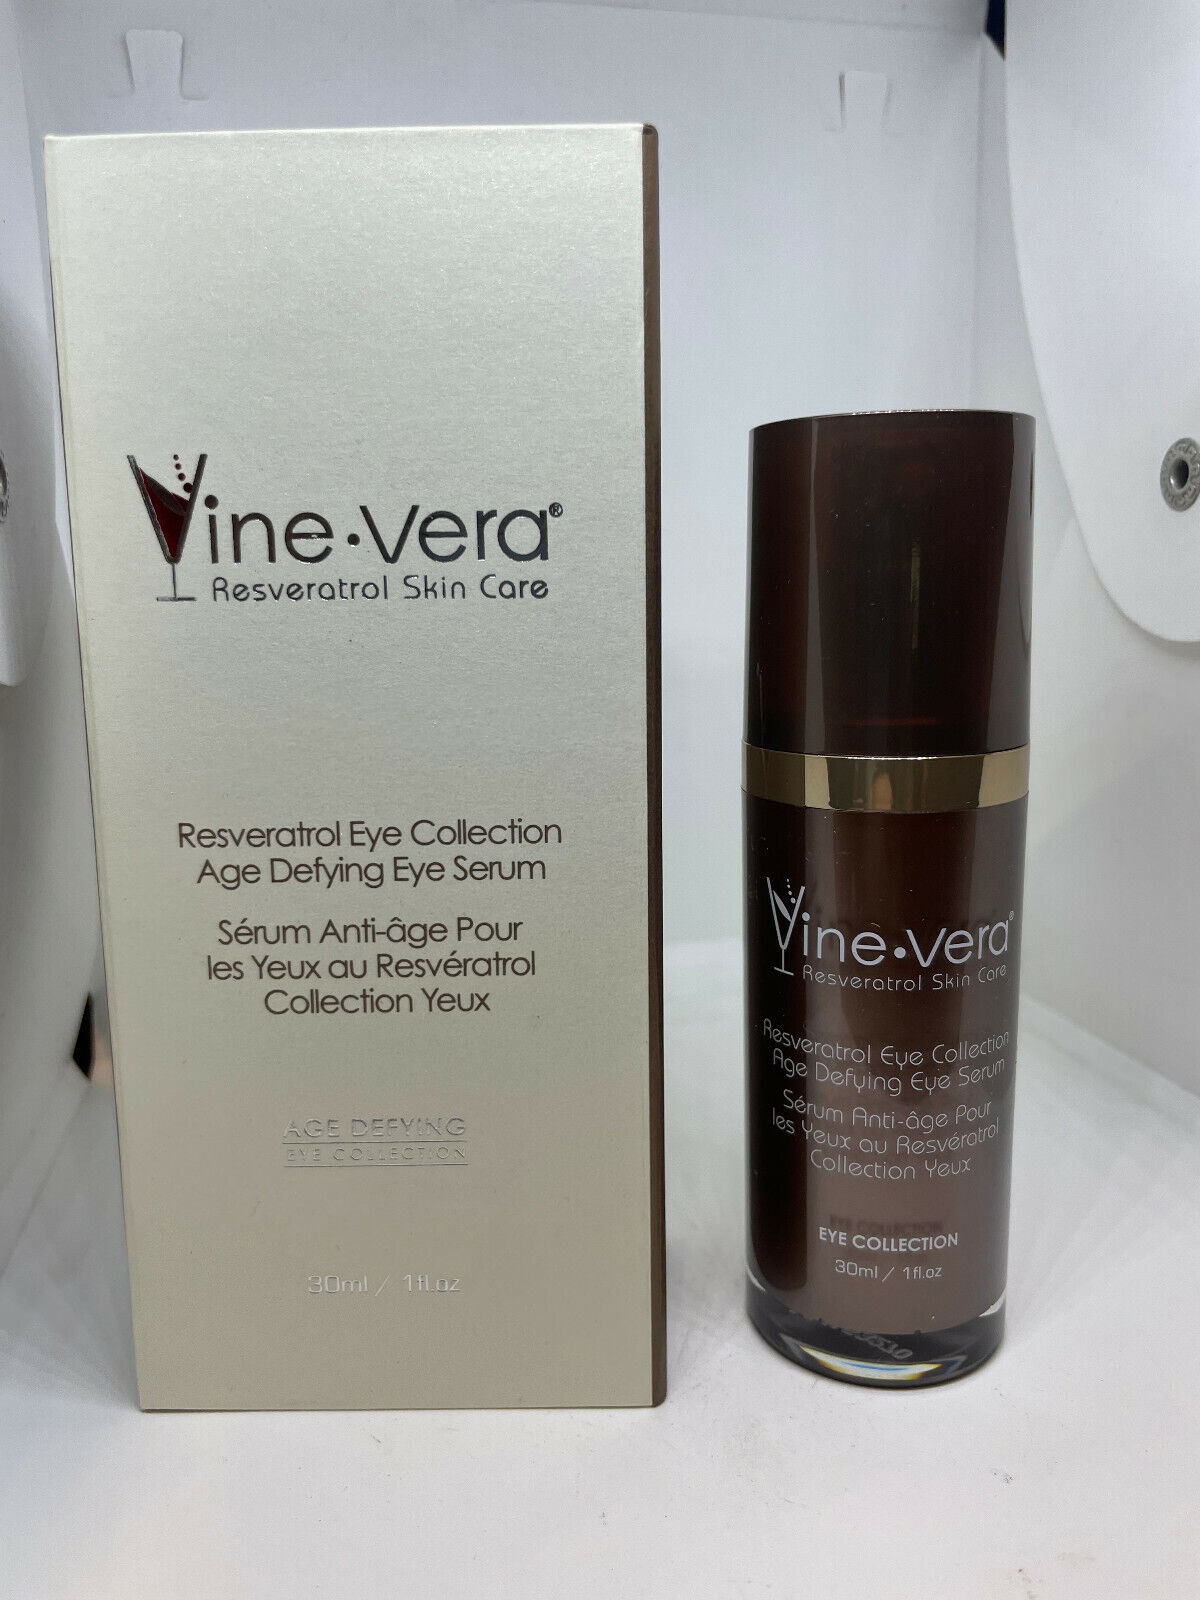 Vine•vera®
Resveratrol Skin Care
Resveratrol Eye Collection
Age Defying Eye Serum
Sérum Anti-âge Pour
les Yeux au Resvératrol
Collection Yeux
AGE DEFYING
EYE COLLECTION
30ml / 1fl.oz
Vine•vera®
Resveratrol Skin Care
Resveratrol Eye Collection
Age Defying Eye Serum
Sérum Anti-âge Pour
les Yeux au Resvératrol
Collection Yeux
EYE COLLECTION
30ml / 1fl.oz